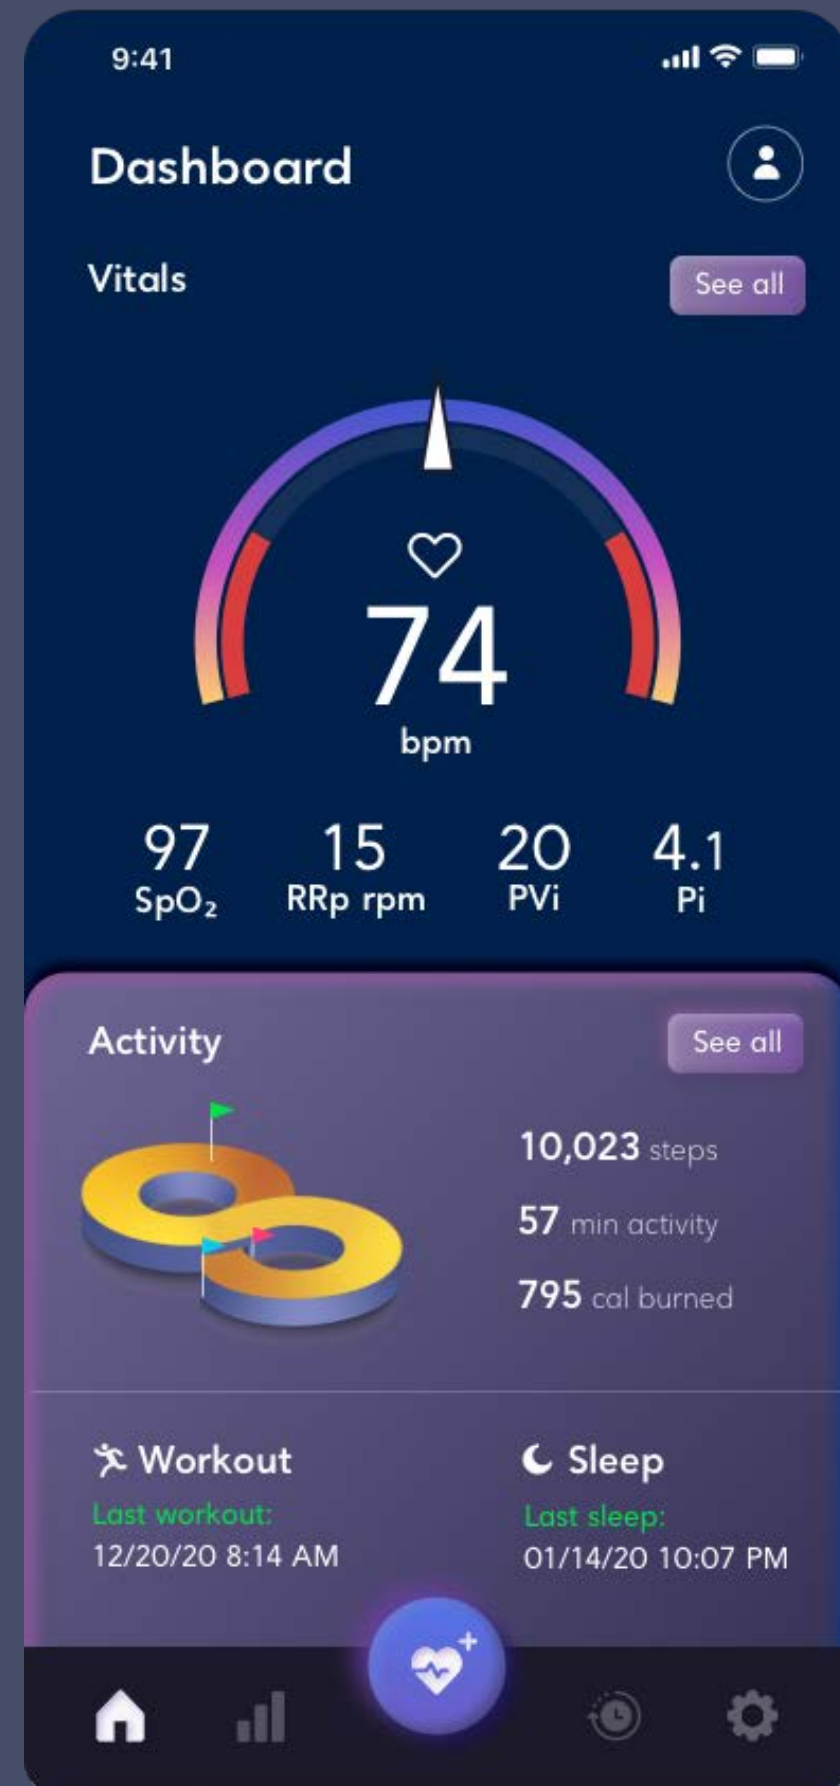 9:41
Dashboard
Vitals
See all
74
bpm
97 15 20 4.1
SpO₂ RRp rpm PVi Pi
Activity
See all
10,023 steps
57 min activity
795 cal burned
Workout
Last workout:
12/20/20 8:14 AM
Sleep
Last sleep:
01/14/20 10:07 PM